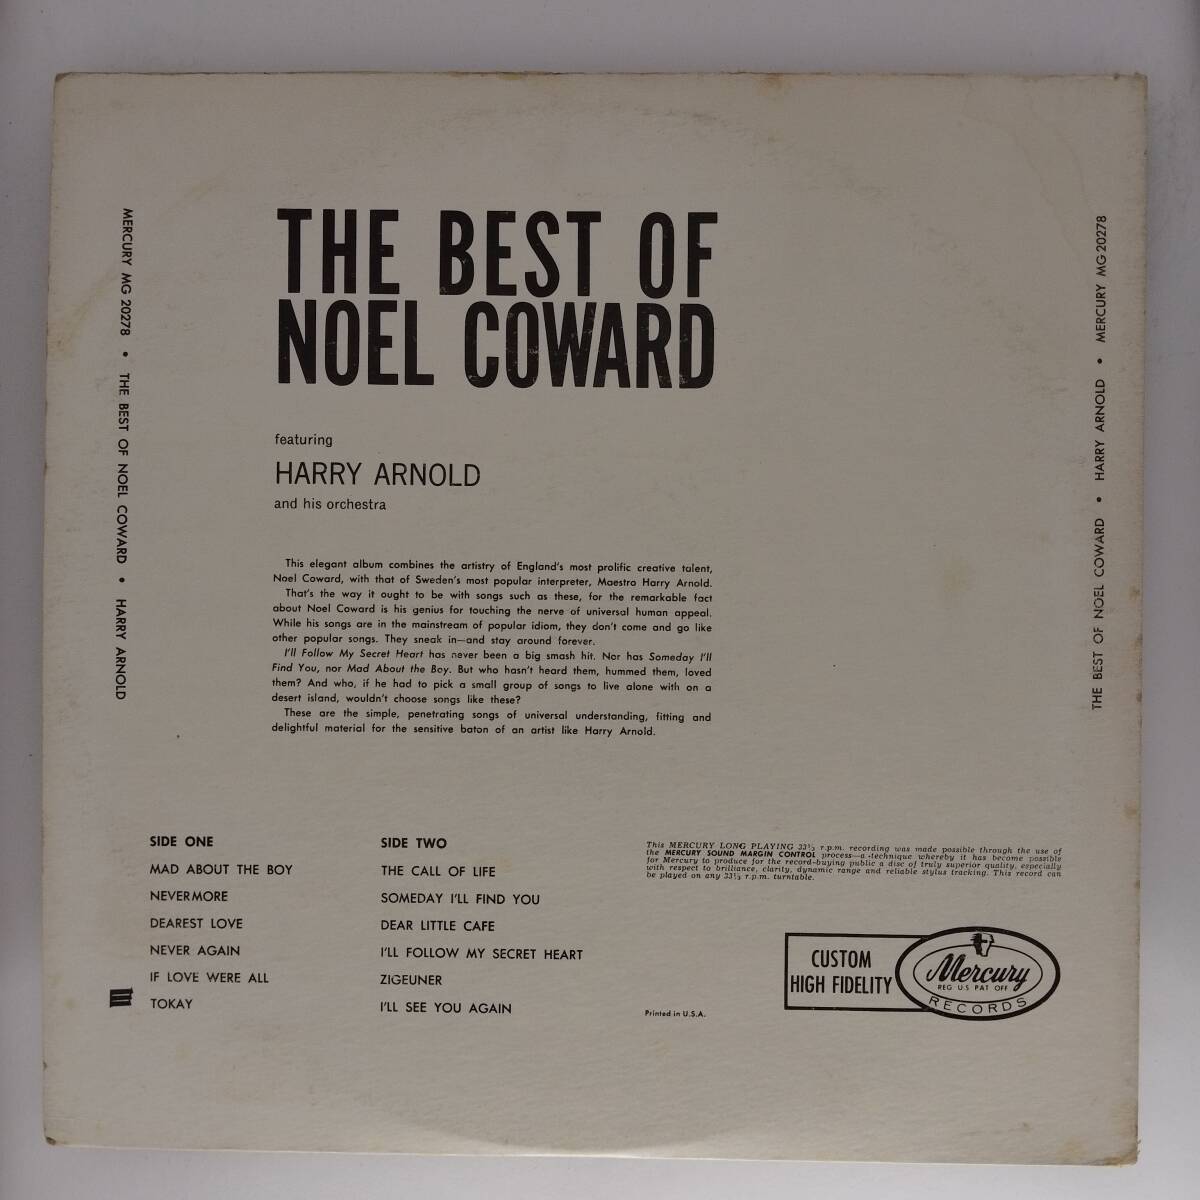 THE BEST OF
NOEL COWARD
featuring
HARRY ARNOLD
and his orchestra
MERCURY MG 20278 • THE BEST OF NOEL COWARD • HARRY ARNOLD
THE BEST OF NOEL COWARD • HARRY ARNOLD • MERCURY MG 20278
This elegant album combines the artistry of England's most prolific creative talent,
Noel Coward, with that of Sweden's most popular interpreter, Maestro Harry Arnold.
That's the way it ought to be with songs such as these, for the remarkable fact
about Noel Coward is his genius for touching the nerve of universal human appeal.
While his songs are in the mainstream of popular idiom, they don't come and go like
other popular songs. They sneak in—and stay around forever.
I'll Follow My Secret Heart has never been a big smash hit. Nor has Someday I'll
Find You, nor Mad About the Boy. But who hasn't heard them, hummed them, loved
them? And who, if he had to pick a small group of songs to live alone with on a
desert island, wouldn't choose songs like these?
These are the simple, penetrating songs of universal understanding, fitting and
delightful material for the sensitive baton of an artist like Harry Arnold.
SIDE ONE
MAD ABOUT THE BOY
NEVERMORE
DEAREST LOVE
NEVER AGAIN
IF LOVE WERE ALL
TOKAY
SIDE TWO
THE CALL OF LIFE
SOMEDAY I'LL FIND YOU
DEAR LITTLE CAFE
I'LL FOLLOW MY SECRET HEART
ZIGEUNER
I'LL SEE YOU AGAIN
This MERCURY LONG PLAYING 33⅓ r.p.m. recording was made possible through the use of
the MERCURY SOUND MARGIN CONTROL process—a technique whereby it has become possible
for Mercury to produce for the record-buying public a disc of truly superior quality, especially
with respect to brilliance, clarity, dynamic range and reliable stylus tracking. This record can
be played on any 33⅓ r.p.m. turntable.
CUSTOM
HIGH FIDELITY
Mercury
REG U.S PAT OFF
RECORDS
Printed in U.S.A.
III